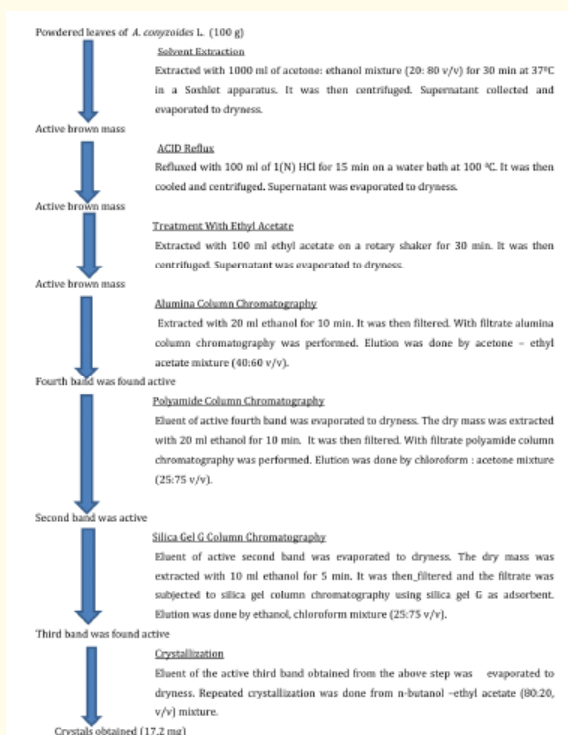 Powdered leaves of A. conyzoides L. (100 g)
Solvent Extraction
Extracted with 1000 ml of acetone: ethanol mixture (20: 80 v/v) for 30 min at 37ºC
in a Soxhlet apparatus. It was then centrifuged. Supernatant collected and
evaporated to dryness.
Active brown mass
ACID Reflux
Refluxed with 100 ml of 1(N) HCl for 15 min on a water bath at 100 ºC. It was then
cooled and centrifuged. Supernatant was evaporated to dryness.
Active brown mass
Treatment With Ethyl Acetate
Extracted with 100 ml ethyl acetate on a rotary shaker for 30 min. It was then
centrifuged. Supernatant was evaporated to dryness.
Active brown mass
Alumina Column Chromatography
Extracted with 20 ml ethanol for 10 min. It was then filtered. With filtrate alumina
column chromatography was performed. Elution was done by acetone – ethyl
acetate mixture (40:60 v/v).
Fourth band was found active
Polyamide Column Chromatography
Eluent of active fourth band was evaporated to dryness. The dry mass was extracted
with 20 ml ethanol for 10 min. It was then filtered. With filtrate polyamide column
chromatography was performed. Elution was done by chloroform : acetone mixture
(25:75 v/v).
Second band was active
Silica Gel G Column Chromatography
Eluent of active second band was evaporated to dryness. The dry mass was
extracted with 10 ml ethanol for 5 min. It was then filtered and the filtrate was
subjected to silica gel column chromatography using silica gel G as adsorbent.
Elution was done by ethanol, chloroform mixture (25:75 v/v).
Third band was found active
Crystallization
Eluent of the active third band obtained from the above step was evaporated to
dryness. Repeated crystallization was done from n-butanol –ethyl acetate (80:20,
v/v) mixture.
Crystals obtained (17.2 mg)